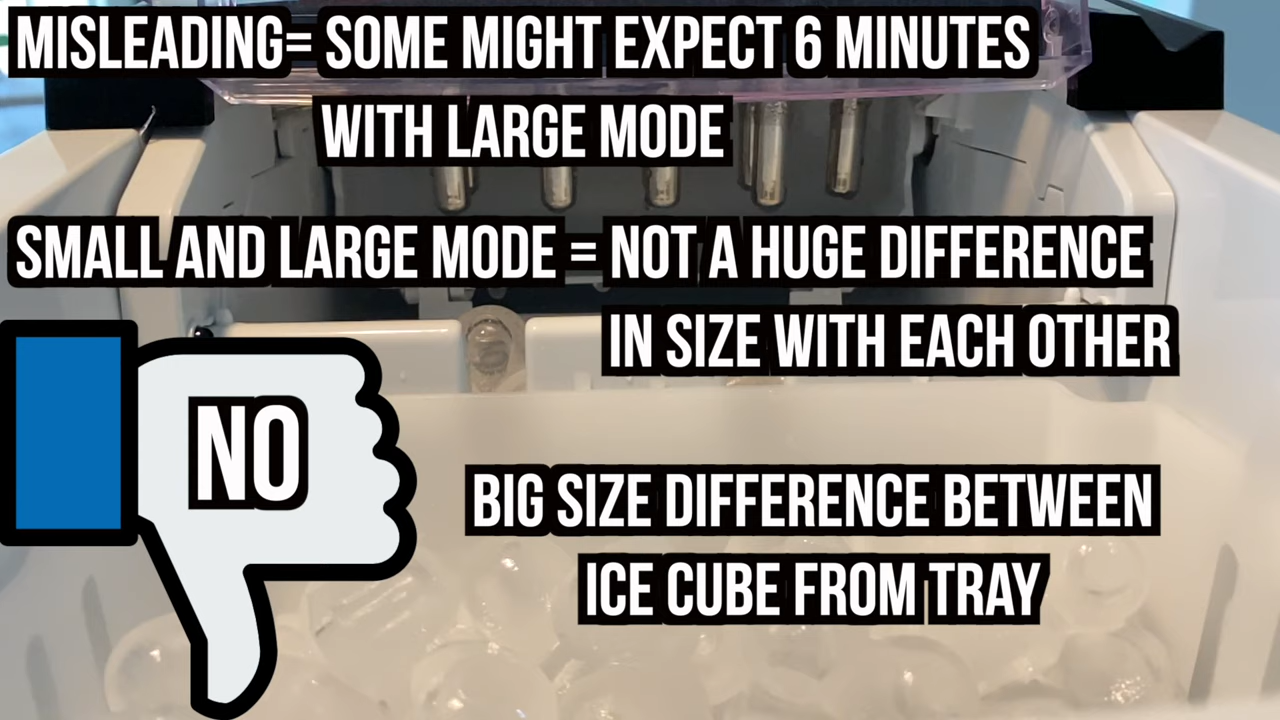 MISLEADING= SOME MIGHT EXPECT 6 MINUTES
WITH LARGE MODE
SMALL AND LARGE MODE = NOT A HUGE DIFFERENCE
IN SIZE WITH EACH OTHER
NO
BIG SIZE DIFFERENCE BETWEEN
ICE CUBE FROM TRAY